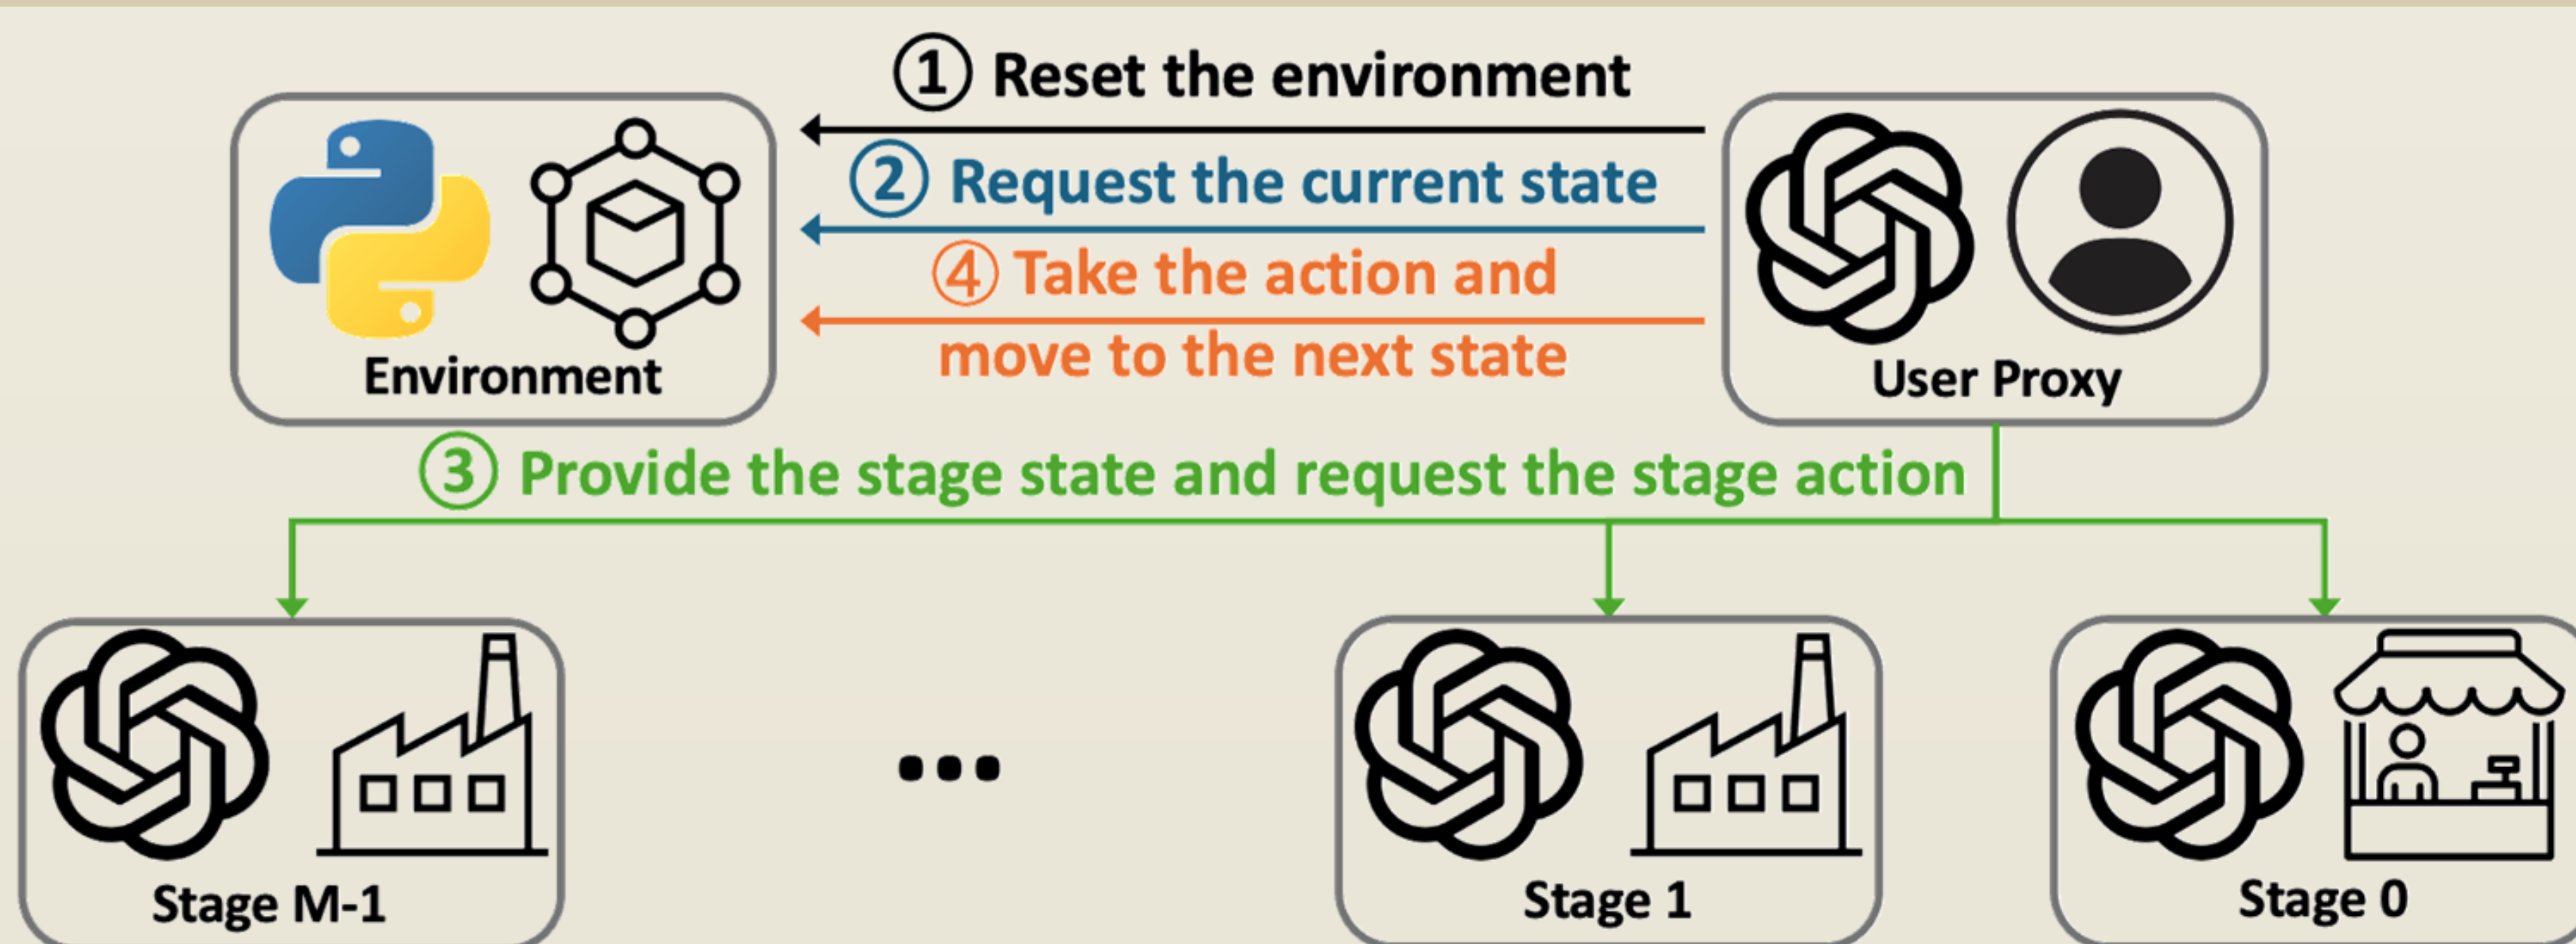 ① Reset the environment
② Request the current state
④ Take the action and
move to the next state
Environment
User Proxy
③ Provide the stage state and request the stage action
...
Stage M-1
Stage 1
Stage 0